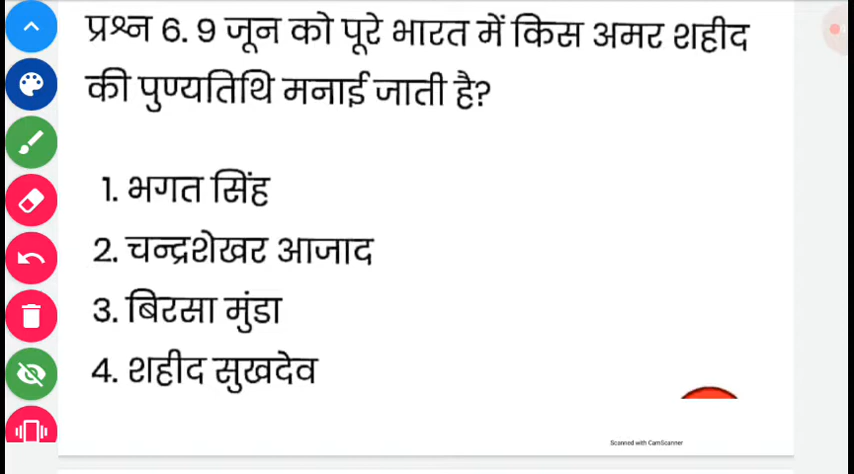 प्रश्न 6. 9 जून को पूरे भारत में किस अमर शहीद
की पुण्यतिथि मनाई जाती है?
1. भगत सिंह
2. चन्द्रशेखर आजाद
3. बिरसा मुंडा
4. शहीद सुखदेव
Scanned with CamScanner